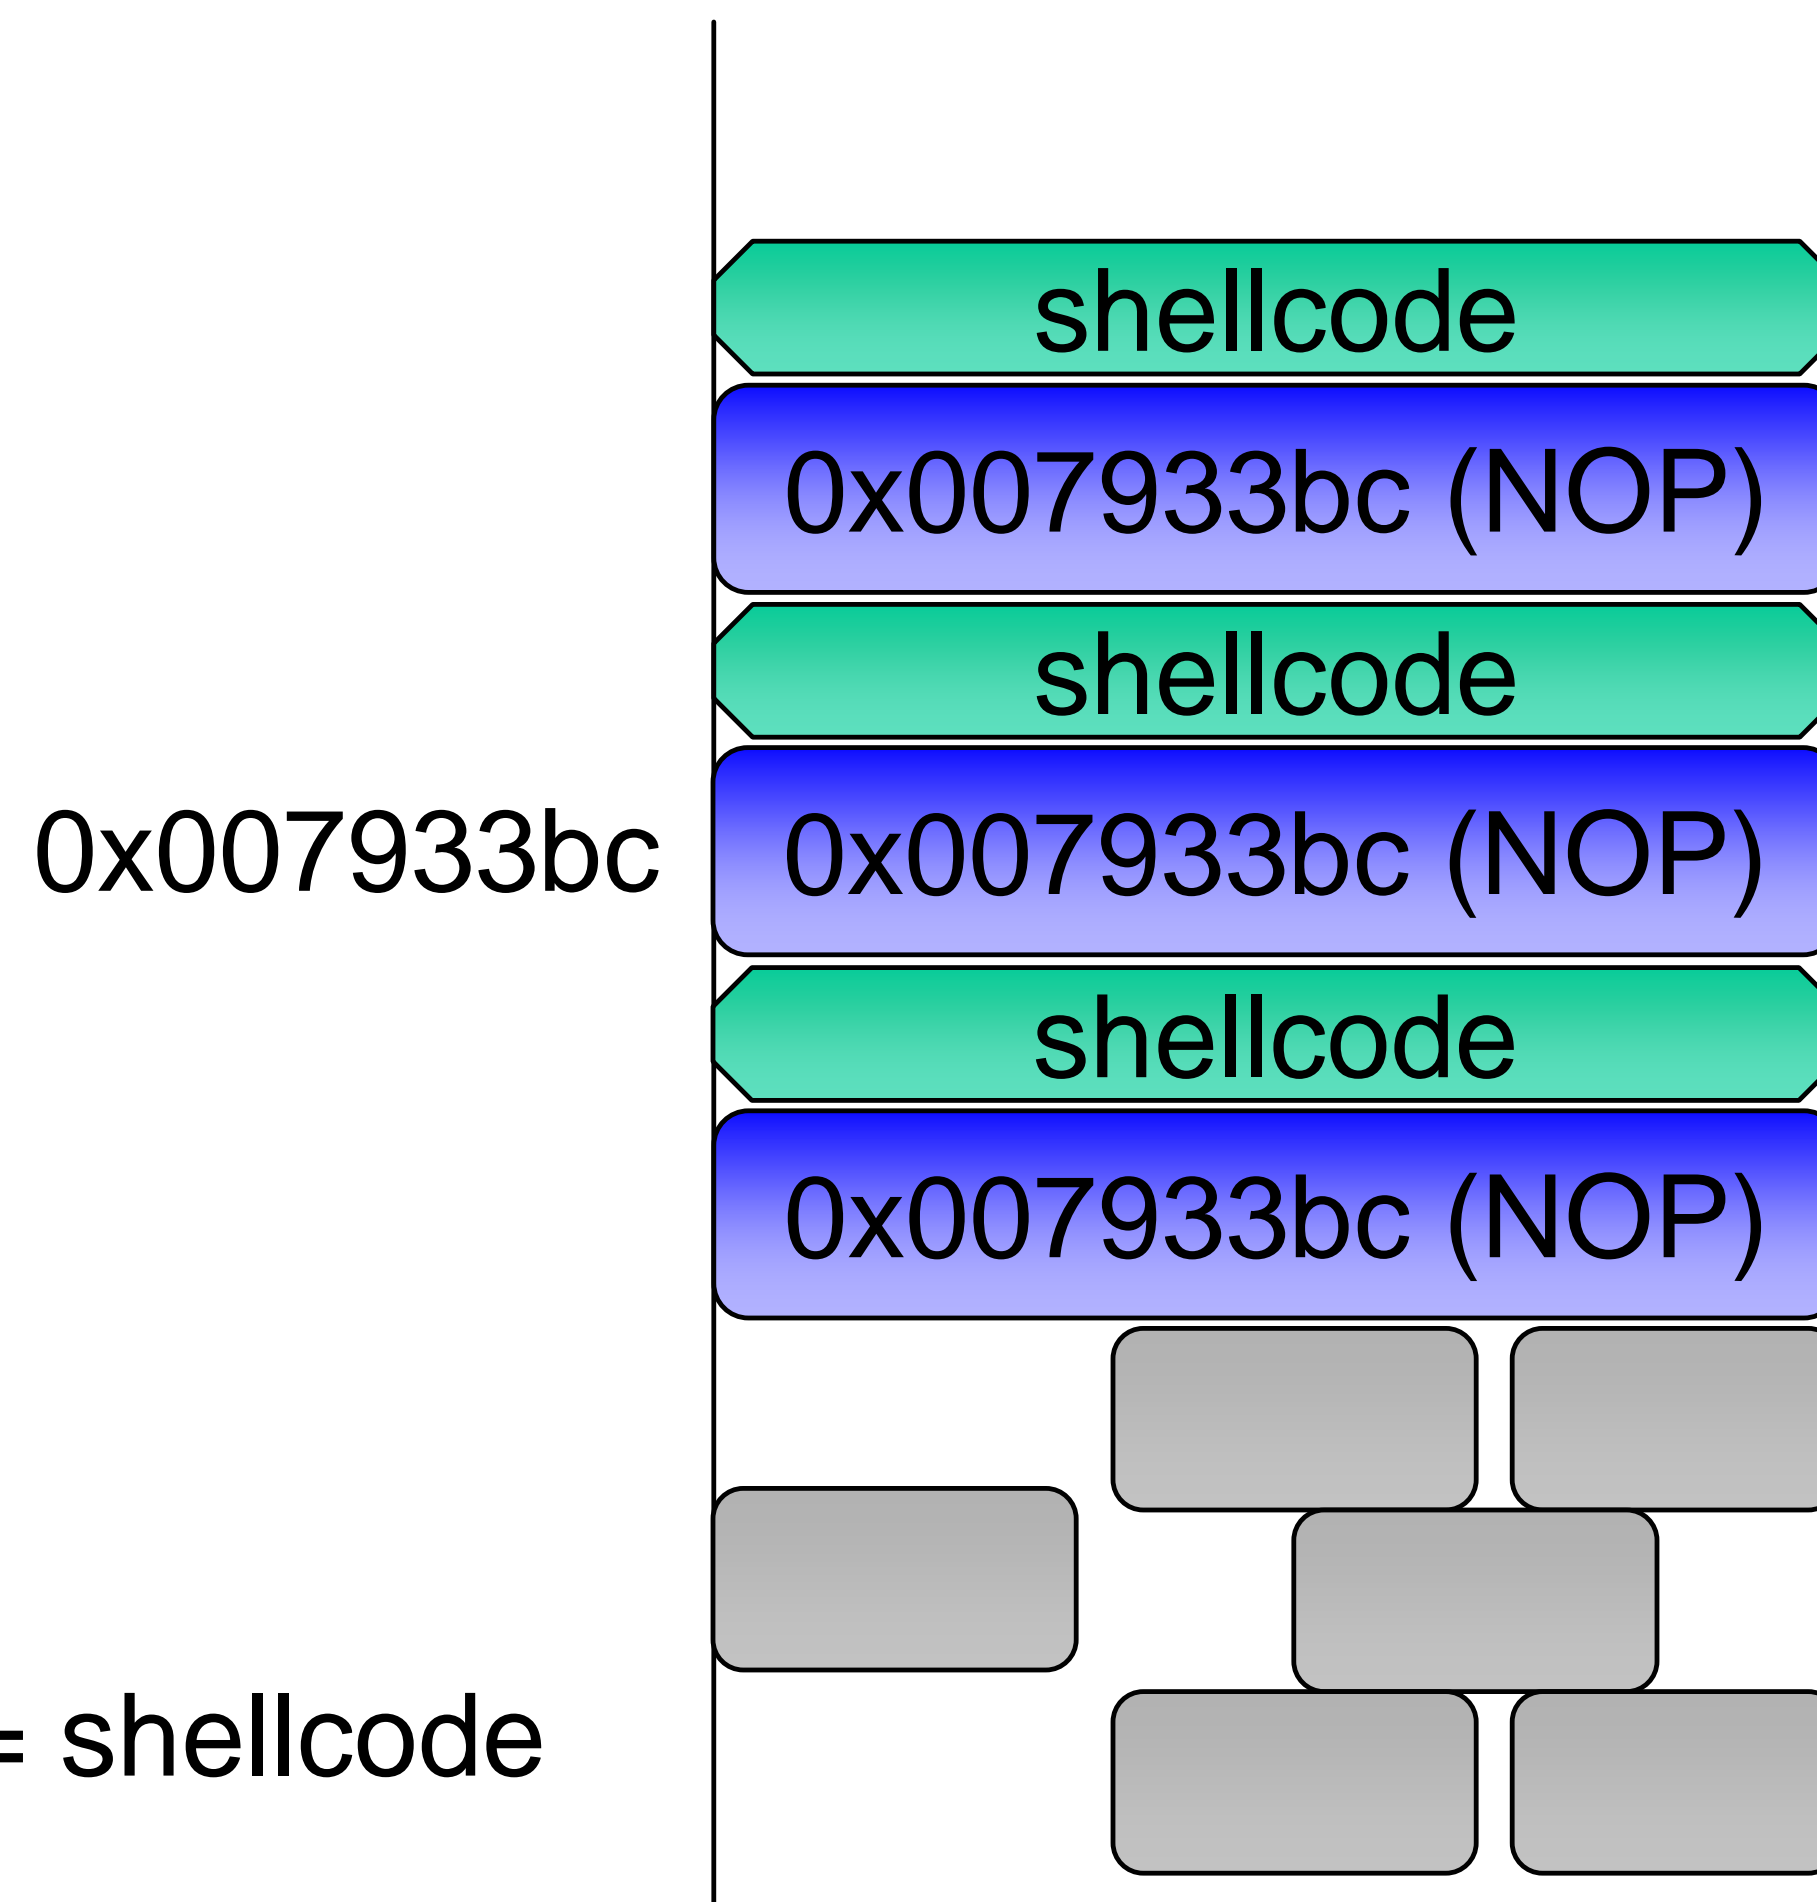 shellcode
0x007933bc (NOP)
shellcode
0x007933bc
0x007933bc (NOP)
shellcode
0x007933bc (NOP)
= shellcode